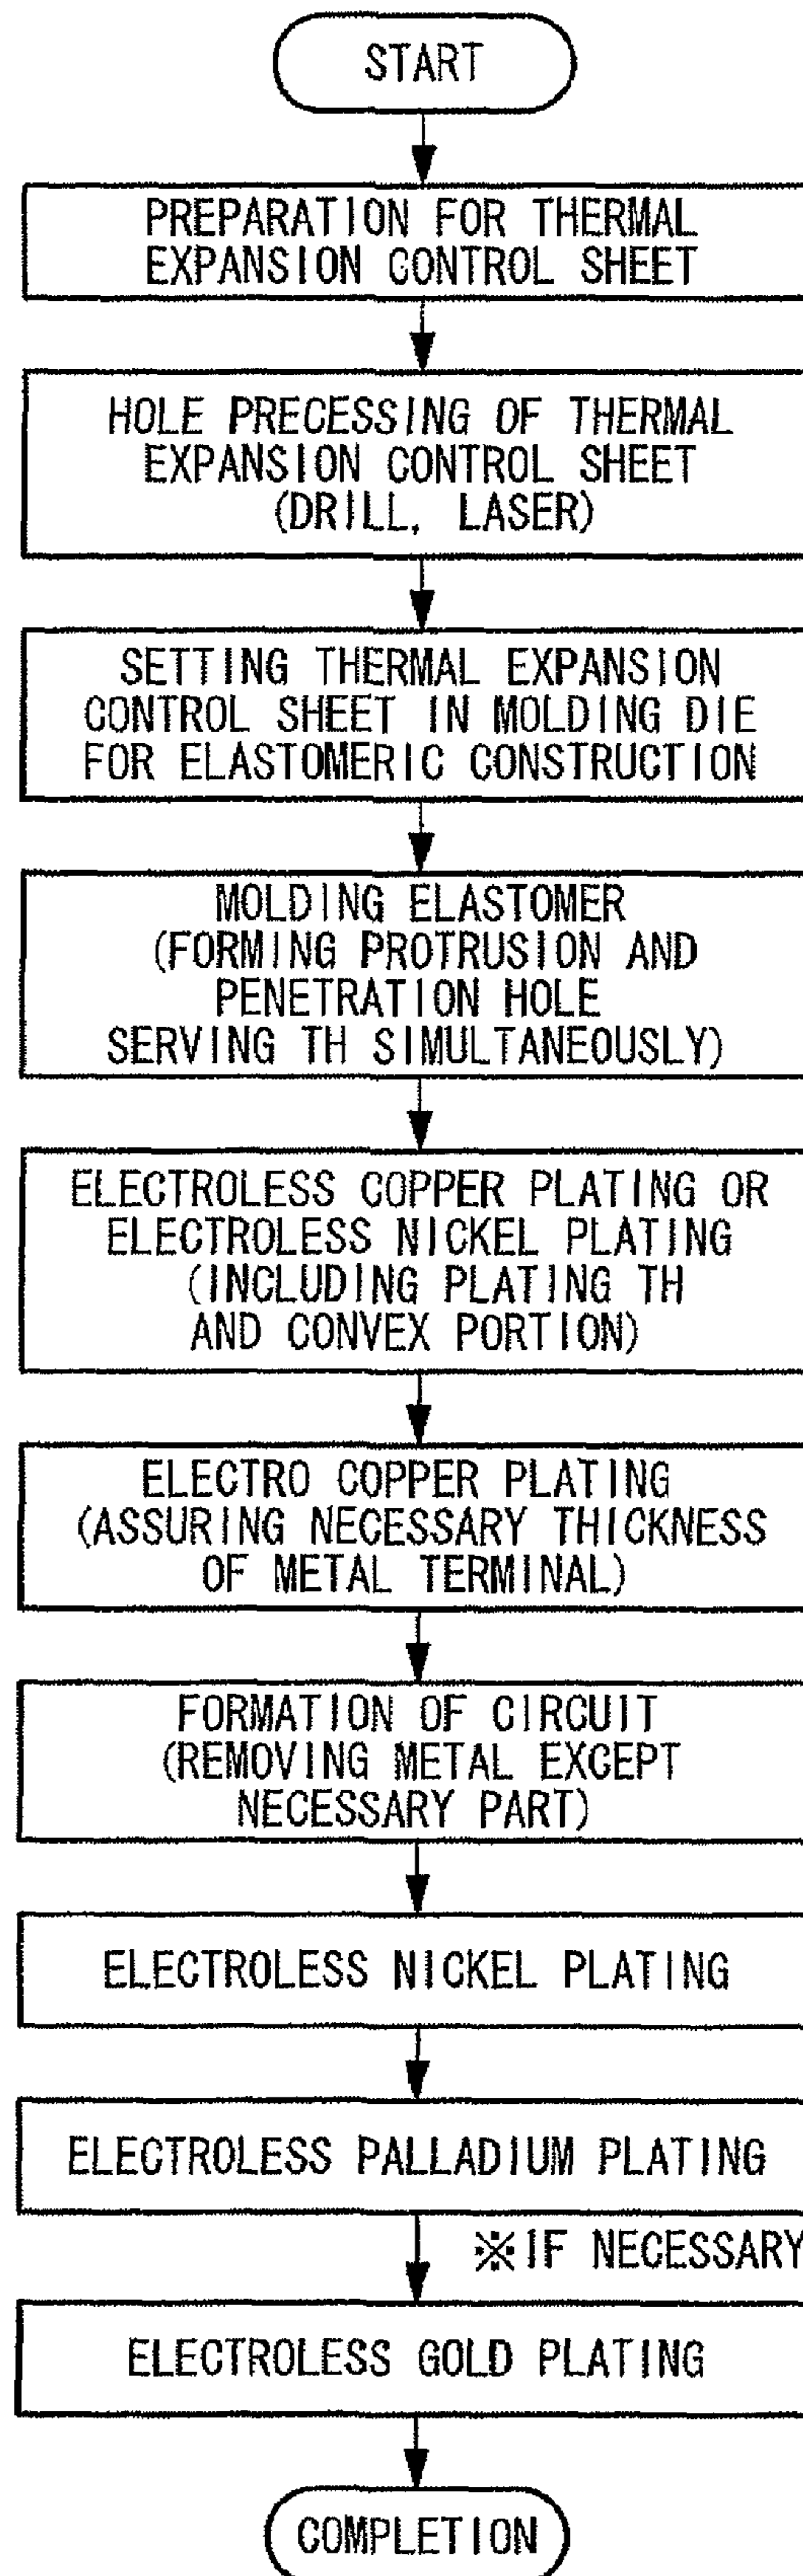 START
PREPARATION FOR THERMAL
EXPANSION CONTROL SHEET
HOLE PRECESSING OF THERMAL
EXPANSION CONTROL SHEET
(DRILL, LASER)
SETTING THERMAL EXPANSION
CONTROL SHEET IN MOLDING DIE
FOR ELASTOMERIC CONSTRUCTION
MOLDING ELASTOMER
(FORMING PROTRUSION AND
PENETRATION HOLE
SERVING TH SIMULTANEOUSLY)
ELECTROLESS COPPER PLATING OR
ELECTROLESS NICKEL PLATING
(INCLUDING PLATING TH
AND CONVEX PORTION)
ELECTRO COPPER PLATING
(ASSURING NECESSARY THICKNESS
OF METAL TERMINAL)
FORMATION OF CIRCUIT
(REMOVING METAL EXCEPT
NECESSARY PART)
ELECTROLESS NICKEL PLATING
ELECTROLESS PALLADIUM PLATING
※IF NECESSARY
ELECTROLESS GOLD PLATING
COMPLETION